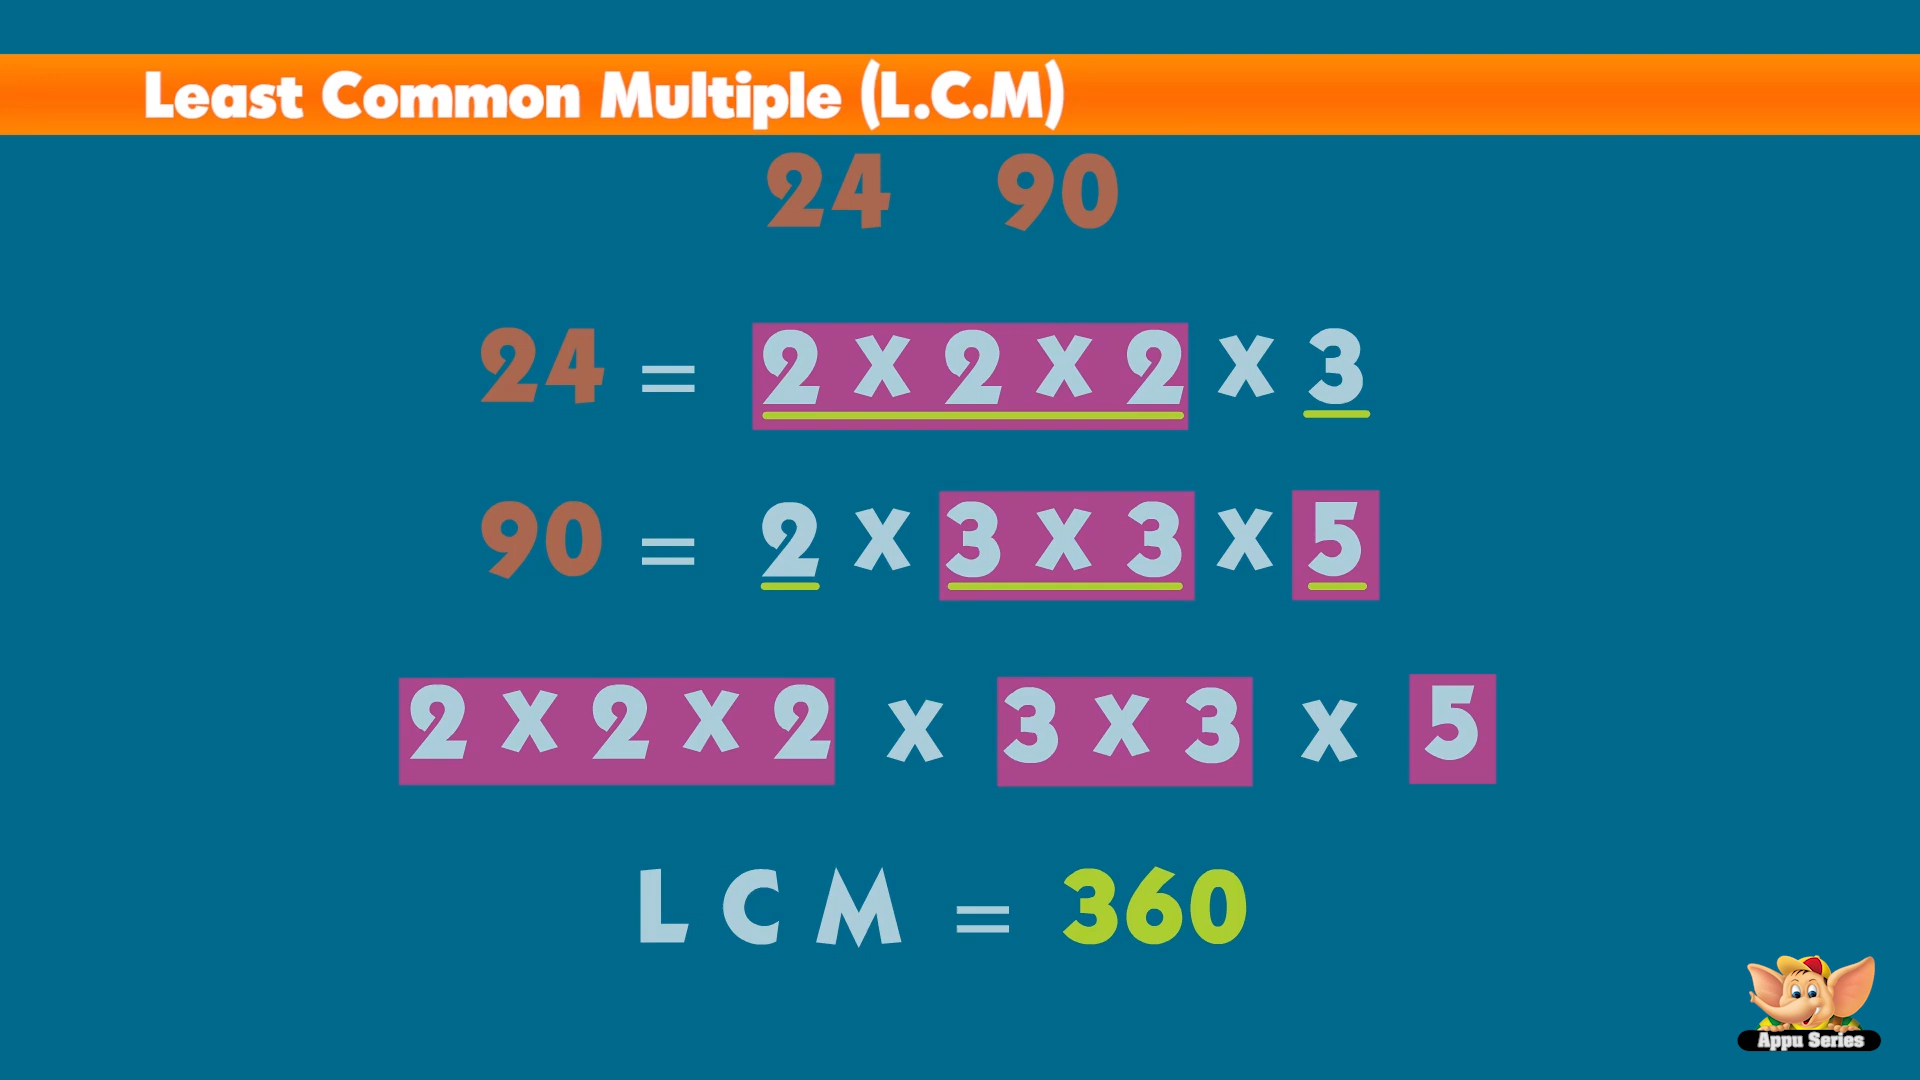 Least Common Multiple (L.C.M)
24 90
24 = 2 x 2 x 2 x 3
90 = 2 x 3 x 3 x 5
2 x 2 x 2 x 3 x 3 x 5
L C M = 360
Appu Series